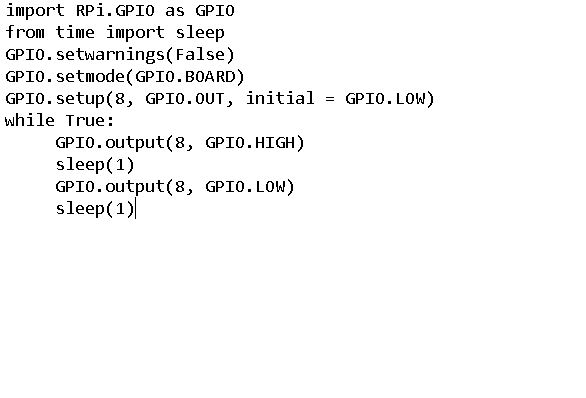 import RPi.GPIO as GPIO
from time import sleep
GPIO.setwarnings(False)
GPIO.setmode(GPIO.BOARD)
GPIO.setup(8, GPIO.OUT, initial = GPIO.LOW)
while True:
     GPIO.output(8, GPIO.HIGH)
     sleep(1)
     GPIO.output(8, GPIO.LOW)
     sleep(1)